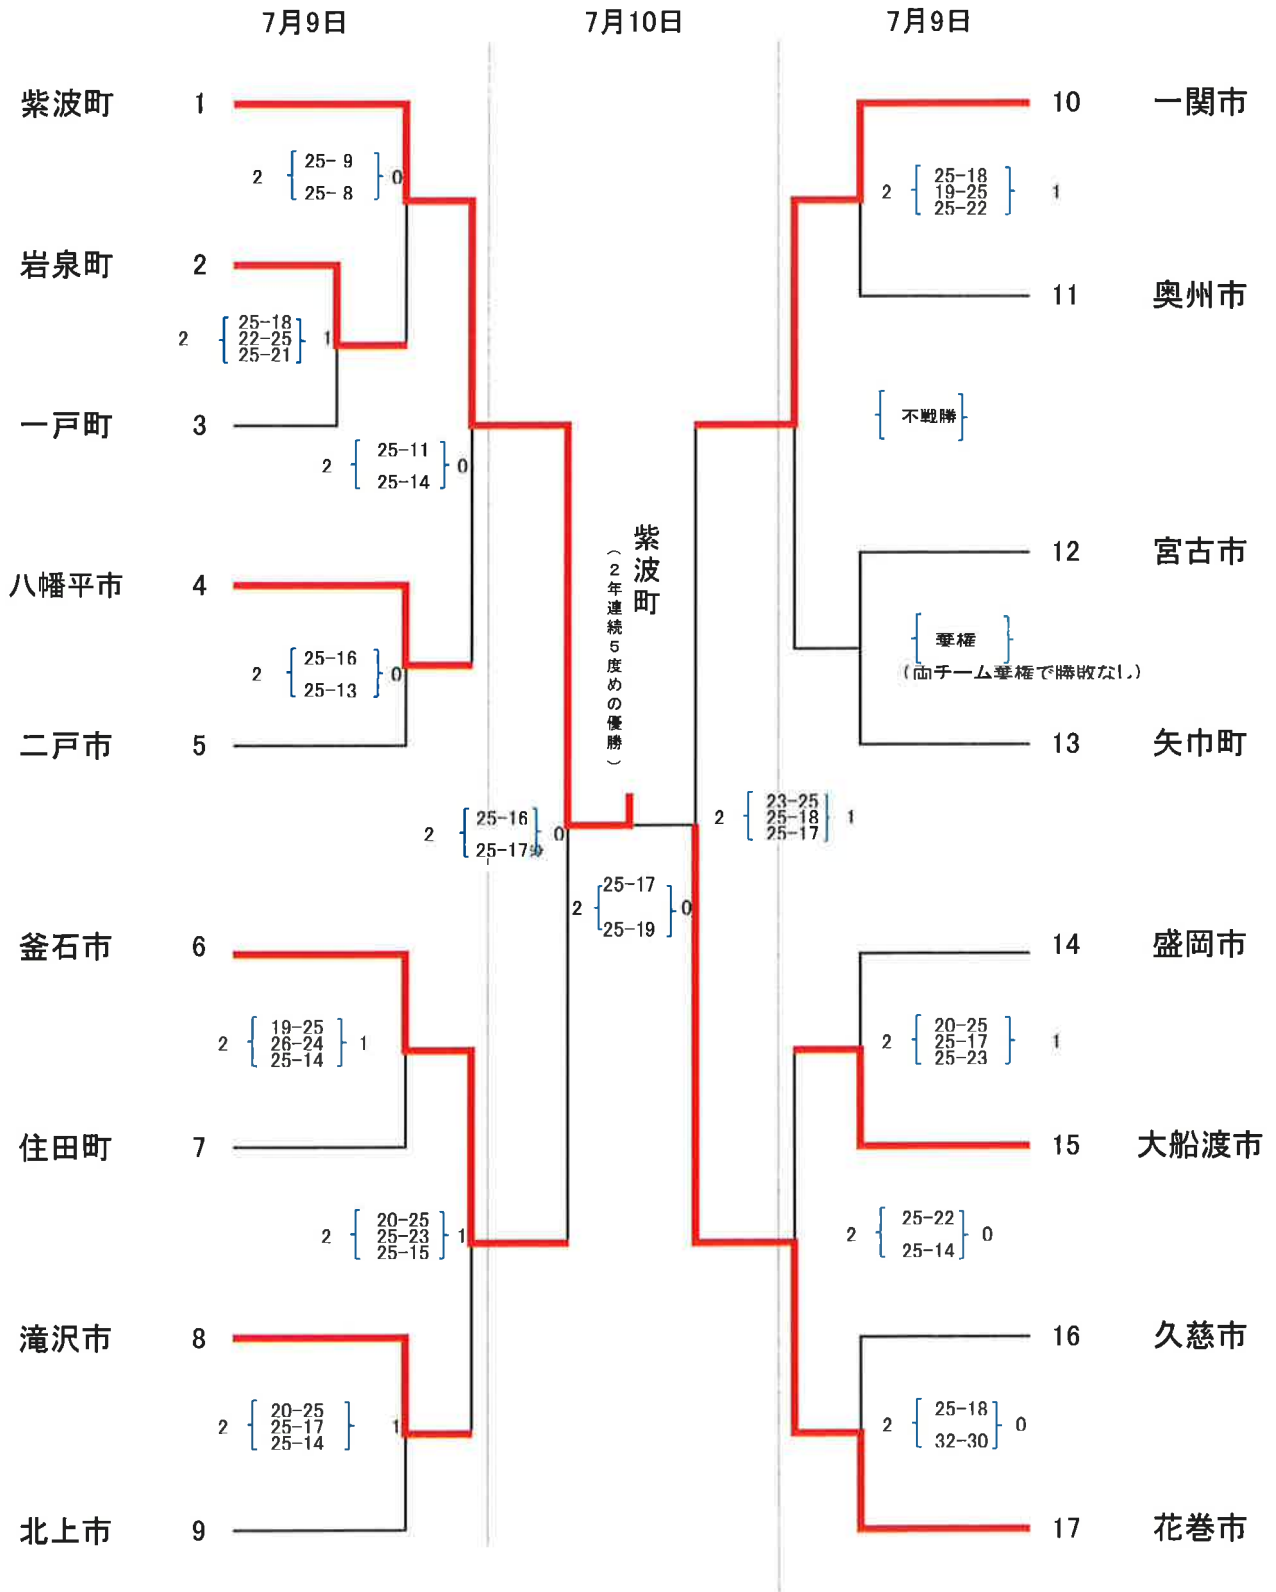 7月9日 7月10日 7月9日
紫波町 1
2 25- 9 0
25- 8
岩泉町 2
2 25-18 1
22-25
25-21
一戸町 3
2 25-11 0
25-14
八幡平市 4
2 25-16 0
25-13
二戸市 5
2 25-16 0
25-17
釜石市 6
2 19-25 1
26-24
25-14
住田町 7
2 20-25 1
25-23
25-15
滝沢市 8
2 20-25 1
25-17
25-14
北上市 9
紫波町
（2年連続5度めの優勝）
2 25-17 0
25-19
10 一関市
2 25-18 1
19-25
25-22
11 奥州市
不戦勝
12 宮古市
棄権
（両チーム棄権で勝敗なし）
13 矢巾町
2 23-25 1
25-18
25-17
14 盛岡市
2 20-25 1
25-17
25-23
15 大船渡市
2 25-22 0
25-14
16 久慈市
2 25-18 0
32-30
17 花巻市